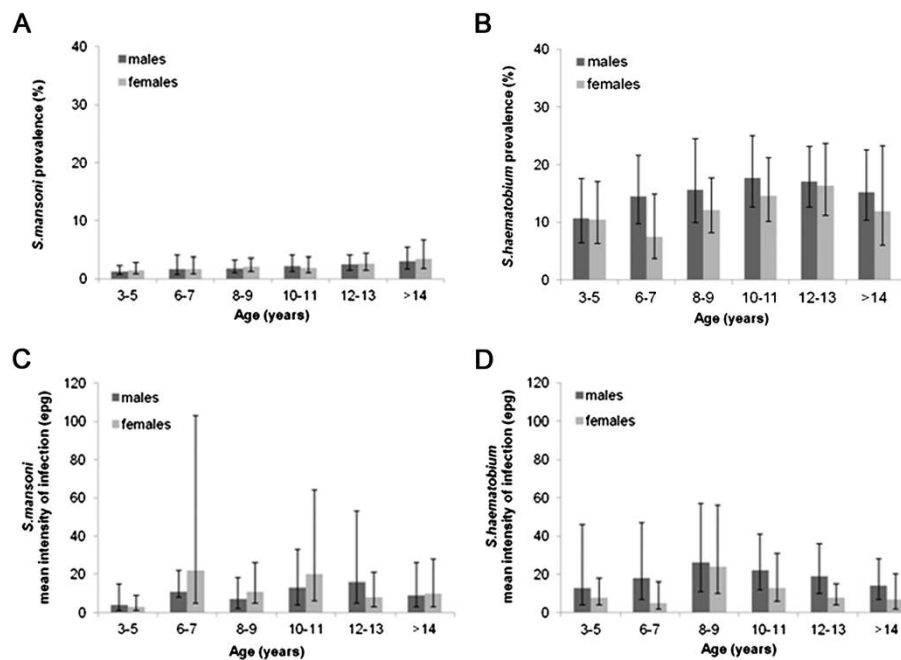 A
S.mansoni prevalence (%)
40
30
20
10
0
males
females
3-5 6-7 8-9 10-11 12-13 >14
Age (years)
B
S.haematobium prevalence (%)
40
30
20
10
0
males
females
3-5 6-7 8-9 10-11 12-13 >14
Age (years)
C
S.mansoni
mean intensity of infection (epg)
120
100
80
60
40
20
0
males
females
3-5 6-7 8-9 10-11 12-13 >14
Age (years)
D
S.haematobium
mean intensity of infection (epg)
120
100
80
60
40
20
0
males
females
3-5 6-7 8-9 10-11 12-13 >14
Age (years)